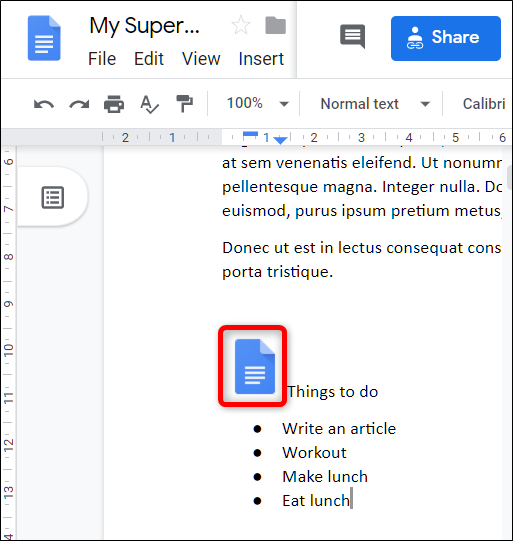 My Super...
File Edit View Insert
Share
100% Normal text Calibri
2 1 1 2 3 4 5 6
at sem venenatis eleifend. Ut nonumm
pellentesque magna. Integer nulla. Do
euismod, purus ipsum pretium metus,
Donec ut est in lectus consequat cons
porta tristique.
Things to do
● Write an article
● Workout
● Make lunch
● Eat lunch
6
7
8
9
10
11
12
13